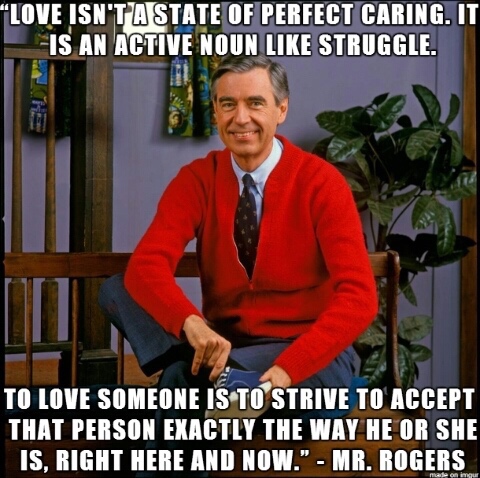 “LOVE ISN'T A STATE OF PERFECT CARING. IT
IS AN ACTIVE NOUN LIKE STRUGGLE.
TO LOVE SOMEONE IS TO STRIVE TO ACCEPT
THAT PERSON EXACTLY THE WAY HE OR SHE
IS, RIGHT HERE AND NOW.” - MR. ROGERS
made on imgur